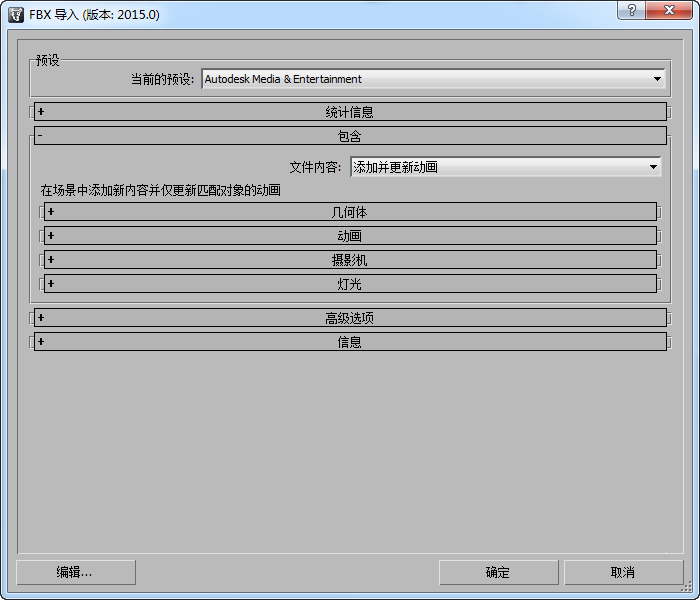 FBX 导入 (版本: 2015.0)
预设
当前的预设: Autodesk Media & Entertainment
+ 统计信息
- 包含
文件内容: 添加并更新动画
在场景中添加新内容并仅更新匹配对象的动画
+ 几何体
+ 动画
+ 摄影机
+ 灯光
+ 高级选项
+ 信息
编辑... 确定 取消